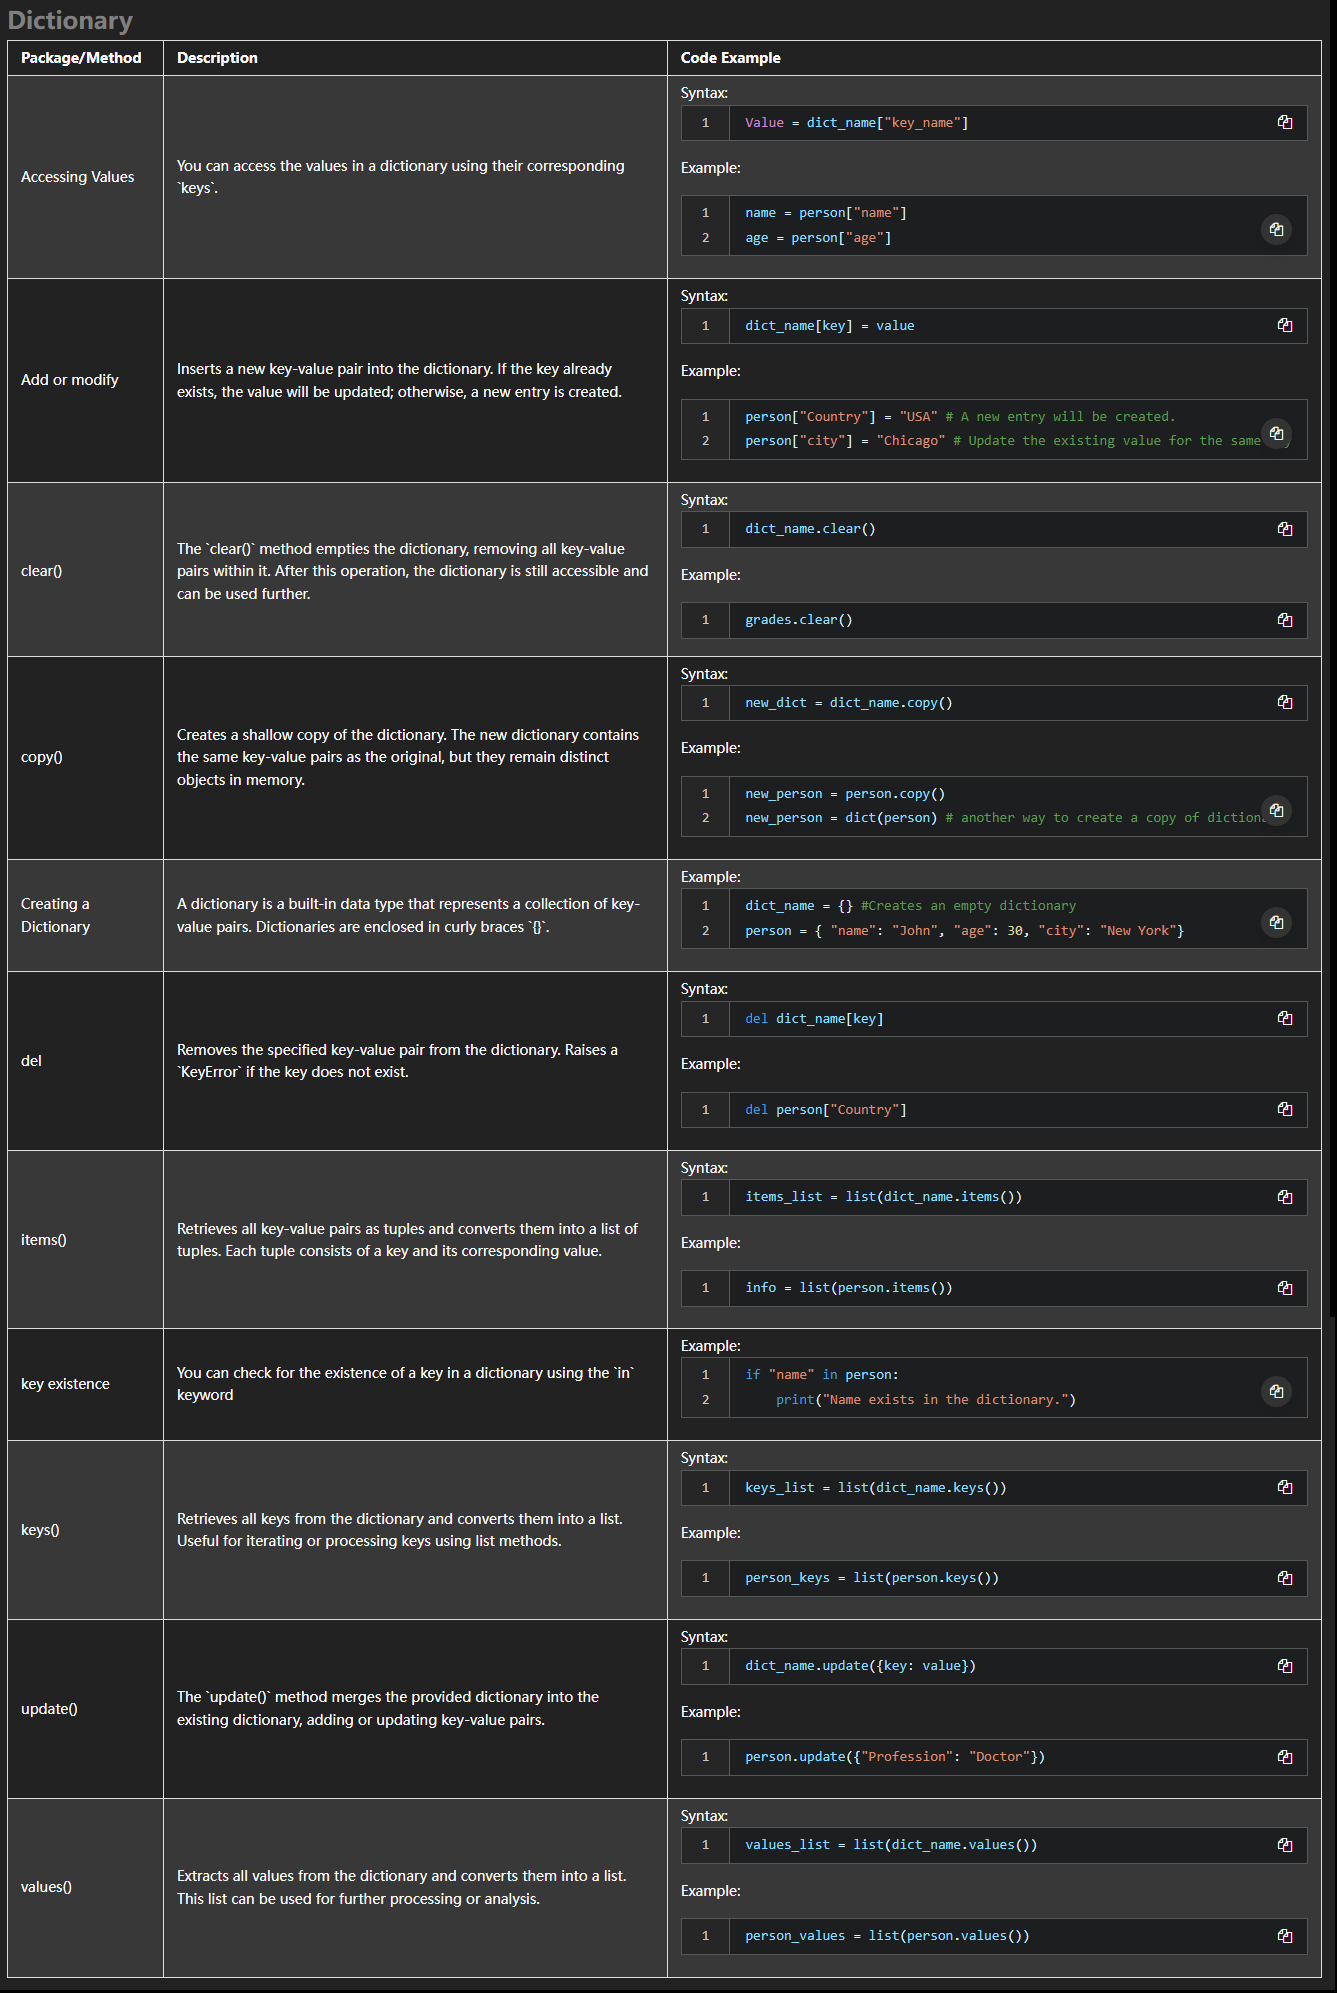 Dictionary
Package/Method Description Code Example
Accessing Values
You can access the values in a dictionary using their corresponding
`keys`.
Syntax:
1 Value = dict_name["key_name"]
Example:
1 name = person["name"]
2 age = person["age"]
Add or modify
Inserts a new key-value pair into the dictionary. If the key already
exists, the value will be updated; otherwise, a new entry is created.
Syntax:
1 dict_name[key] = value
Example:
1 person["Country"] = "USA" # A new entry will be created.
2 person["city"] = "Chicago" # Update the existing value for the same
clear()
The `clear()` method empties the dictionary, removing all key-value
pairs within it. After this operation, the dictionary is still accessible and
can be used further.
Syntax:
1 dict_name.clear()
Example:
1 grades.clear()
copy()
Creates a shallow copy of the dictionary. The new dictionary contains
the same key-value pairs as the original, but they remain distinct
objects in memory.
Syntax:
1 new_dict = dict_name.copy()
Example:
1 new_person = person.copy()
2 new_person = dict(person) # another way to create a copy of
Creating a
Dictionary
A dictionary is a built-in data type that represents a collection of key-
value pairs. Dictionaries are enclosed in curly braces `{}`.
Example:
1 dict_name = {} #Creates an empty dictionary
2 person = { "name": "John", "age": 30, "city": "New York"}
del
Removes the specified key-value pair from the dictionary. Raises a
`KeyError` if the key does not exist.
Syntax:
1 del dict_name[key]
Example:
1 del person["Country"]
items()
Retrieves all key-value pairs as tuples and converts them into a list of
tuples. Each tuple consists of a key and its corresponding value.
Syntax:
1 items_list = list(dict_name.items())
Example:
1 info = list(person.items())
key existence
You can check for the existence of a key in a dictionary using the `in`
keyword
Example:
1 if "name" in person:
2 print("Name exists in the dictionary.")
keys()
Retrieves all keys from the dictionary and converts them into a list.
Useful for iterating or processing keys using list methods.
Syntax:
1 keys_list = list(dict_name.keys())
Example:
1 person_keys = list(person.keys())
update()
The `update()` method merges the provided dictionary into the
existing dictionary, adding or updating key-value pairs.
Syntax:
1 dict_name.update({key: value})
Example:
1 person.update({"Profession": "Doctor"})
values()
Extracts all values from the dictionary and converts them into a list.
This list can be used for further processing or analysis.
Syntax:
1 values_list = list(dict_name.values())
Example:
1 person_values = list(person.values())